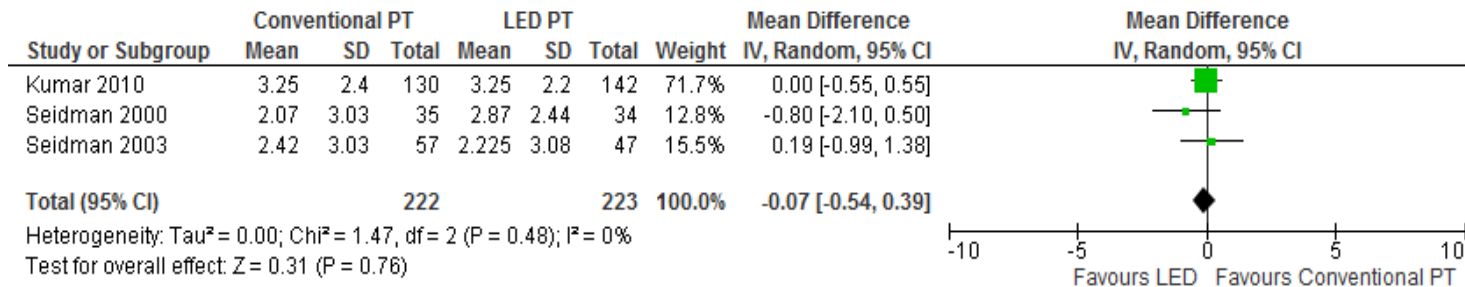 Conventional PT LED PT Mean Difference Mean Difference
Study or Subgroup Mean SD Total Mean SD Total Weight IV, Random, 95% CI IV, Random, 95% CI
Kumar 2010 3.25 2.4 130 3.25 2.2 142 71.7% 0.00 [-0.55, 0.55]
Seidman 2000 2.07 3.03 35 2.87 2.44 34 12.8% -0.80 [-2.10, 0.50]
Seidman 2003 2.42 3.03 57 2.225 3.08 47 15.5% 0.19 [-0.99, 1.38]
Total (95% CI) 222 223 100.0% -0.07 [-0.54, 0.39]
Heterogeneity: Tau² = 0.00; Chi² = 1.47, df = 2 (P = 0.48); I² = 0%
Test for overall effect: Z = 0.31 (P = 0.76)
-10 -5 0 5 10
Favours LED Favours Conventional PT